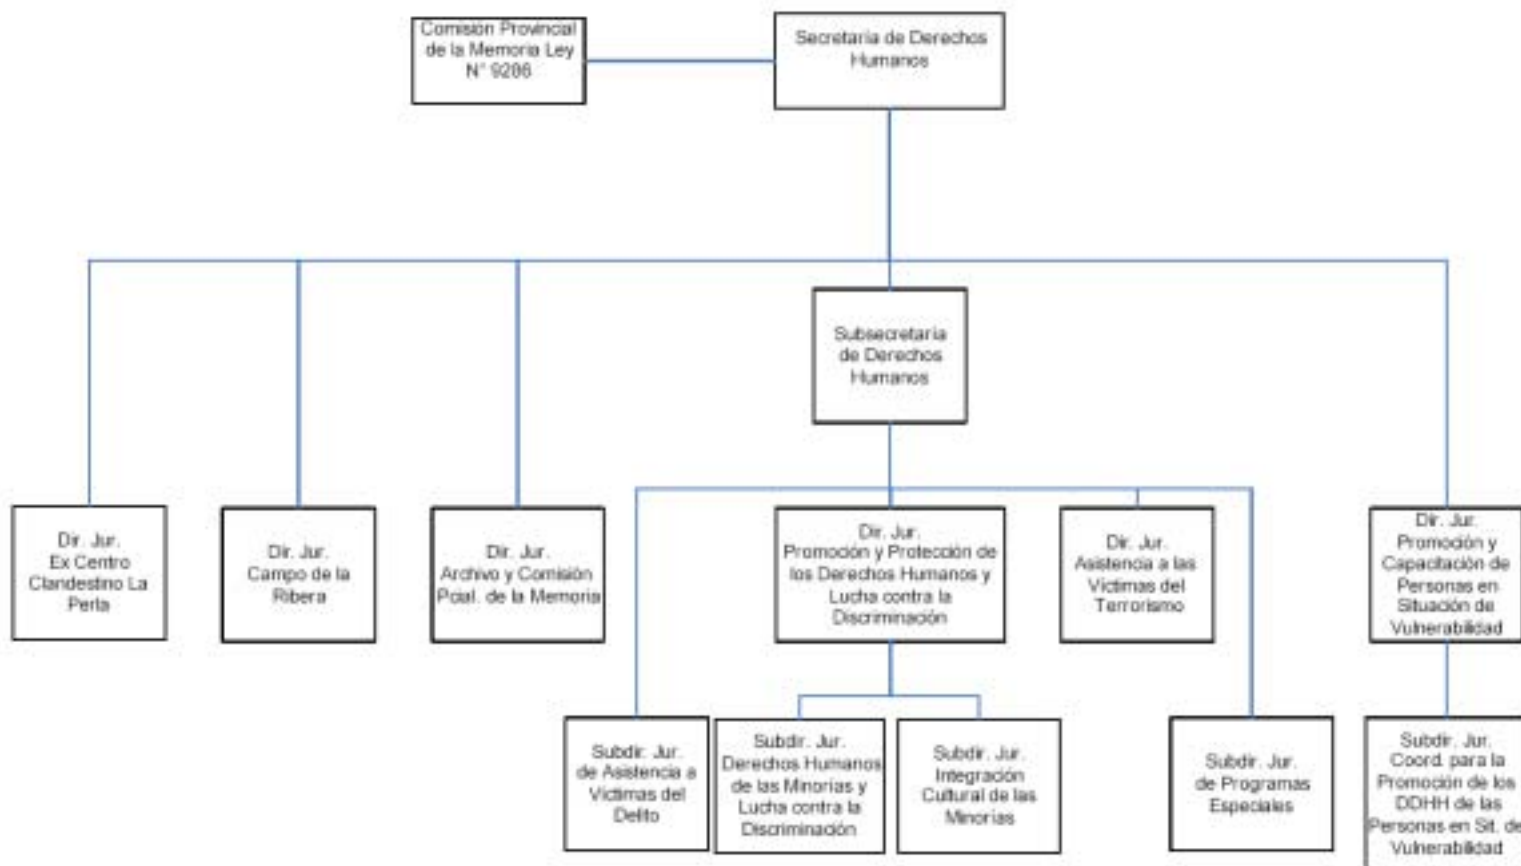 Comisión Provincial
de la Memoria Ley
N° 9286
Secretaria de Derechos
Humanos
Subsecretaría
de Derechos
Humanos
Dir. Jur.
Ex Centro
Clandestino La
Perla
Dir. Jur.
Campo de la
Ribera
Dir. Jur.
Archivo y Comisión
Pcial. de la Memoria
Dir. Jur.
Promoción y Protección de
los Derechos Humanos y
Lucha contra la
Discriminación
Dir. Jur.
Asistencia a las
Víctimas del
Terrorismo
Dir. Jur.
Promoción y
Capacitación de
Personas en
Situación de
Vulnerabilidad
Subdir. Jur.
de Asistencia a
Víctimas del
Delito
Subdir. Jur.
Derechos Humanos
de las Minorías y
Lucha contra la
Discriminación
Subdir. Jur.
Integración
Cultural de las
Minorías
Subdir. Jur.
de Programas
Especiales
Subdir. Jur.
Coord. para la
Promoción de los
DDHH de las
Personas en Sit. de
Vulnerabilidad